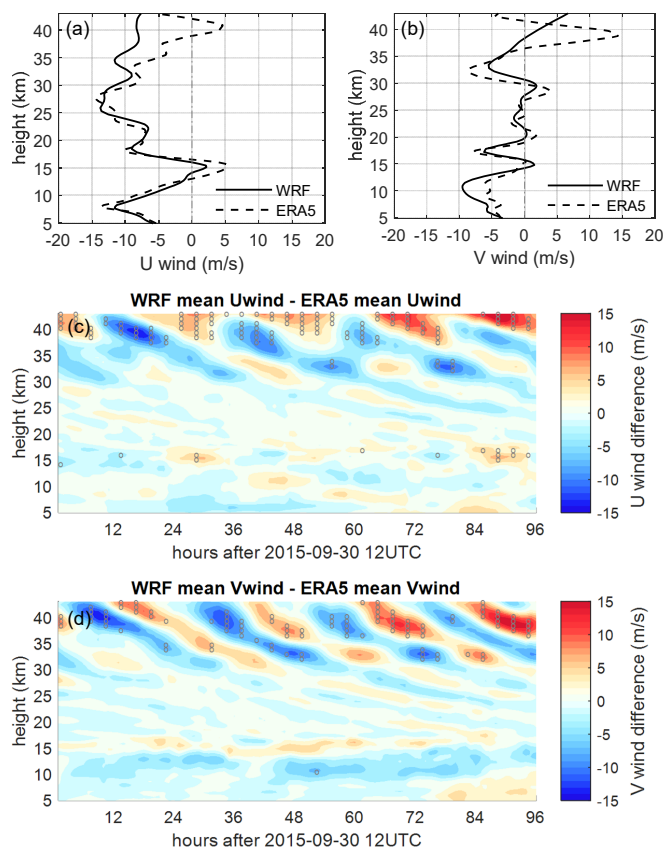 (a)
height (km)
40
35
30
25
20
15
10
5
WRF
ERA5
-20 -15 -10 -5 0 5 10 15 20
U wind (m/s)
(b)
height (km)
40
35
30
25
20
15
10
5
WRF
ERA5
-20 -15 -10 -5 0 5 10 15 20
V wind (m/s)
WRF mean Uwind - ERA5 mean Uwind
(c)
height (km)
40
35
30
25
20
15
10
5
12 24 36 48 60 72 84 96
hours after 2015-09-30 12UTC
15
10
5
0
-5
-10
-15
U wind difference (m/s)
WRF mean Vwind - ERA5 mean Vwind
(d)
height (km)
40
35
30
25
20
15
10
5
12 24 36 48 60 72 84 96
hours after 2015-09-30 12UTC
15
10
5
0
-5
-10
-15
V wind difference (m/s)